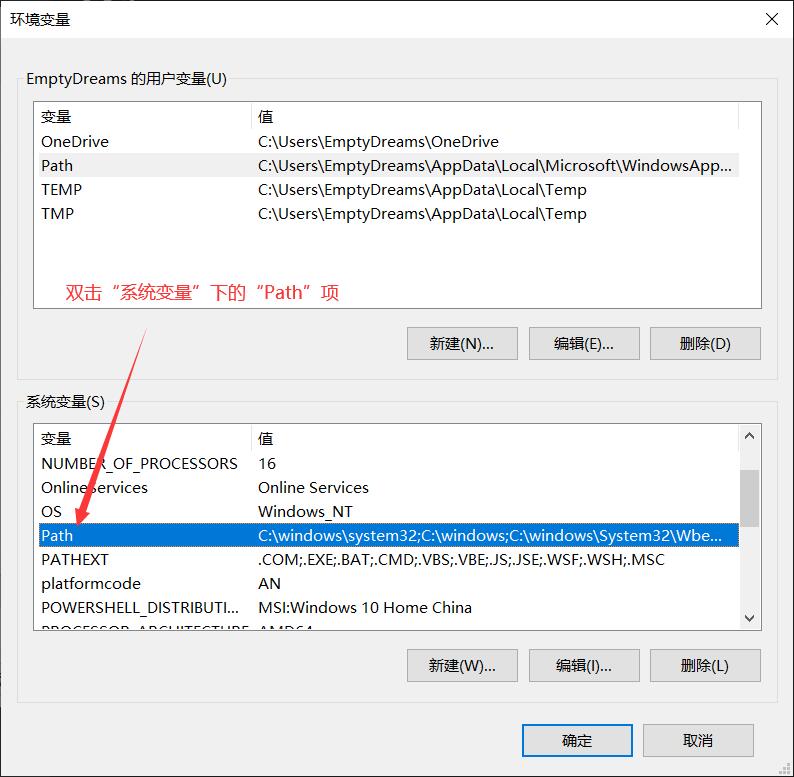 环境变量
EmptyDreams 的用户变量(U)
变量 值
OneDrive C:\Users\EmptyDreams\OneDrive
Path C:\Users\EmptyDreams\AppData\Local\Microsoft\WindowsApp...
TEMP C:\Users\EmptyDreams\AppData\Local\Temp
TMP C:\Users\EmptyDreams\AppData\Local\Temp
双击“系统变量”下的“Path”项
新建(N)... 编辑(E)... 删除(D)
系统变量(S)
变量 值
NUMBER_OF_PROCESSORS 16
OnlineServices Online Services
OS Windows_NT
Path C:\windows\system32;C:\windows;C:\windows\System32\Wbe...
PATHEXT .COM;.EXE;.BAT;.CMD;.VBS;.VBE;.JS;.JSE;.WSF;.WSH;.MSC
platformcode AN
POWERSHELL_DISTRIBUTI... MSI:Windows 10 Home China
PROCESSOR_ARCHITECTURE AMD64
新建(W)... 编辑(I)... 删除(L)
确定 取消